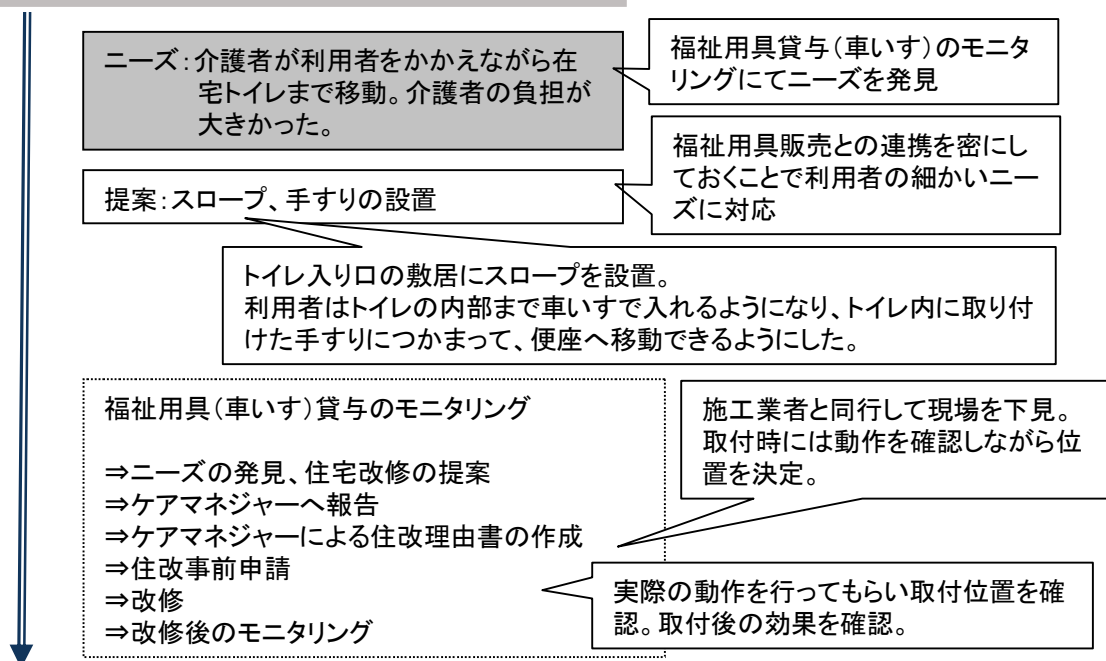 ニーズ：介護者が利用者をかかえながら在
宅トイレまで移動。介護者の負担が
大きかった。
福祉用具貸与（車いす）のモニタ
リングにてニーズを発見
福祉用具販売との連携を密にし
ておくことで利用者の細かいニー
ズに対応
提案：スロープ、手すりの設置
トイレ入り口の敷居にスロープを設置。
利用者はトイレの内部まで車いすで入れるようになり、トイレ内に取り付
けた手すりにつかまって、便座へ移動できるようにした。
福祉用具（車いす）貸与のモニタリング
⇒ニーズの発見、住宅改修の提案
⇒ケアマネジャーへ報告
⇒ケアマネジャーによる住改理由書の作成
⇒住改事前申請
⇒改修
⇒改修後のモニタリング
施工業者と同行して現場を下見。
取付時には動作を確認しながら位
置を決定。
実際の動作を行ってもらい取付位置を確
認。取付後の効果を確認。